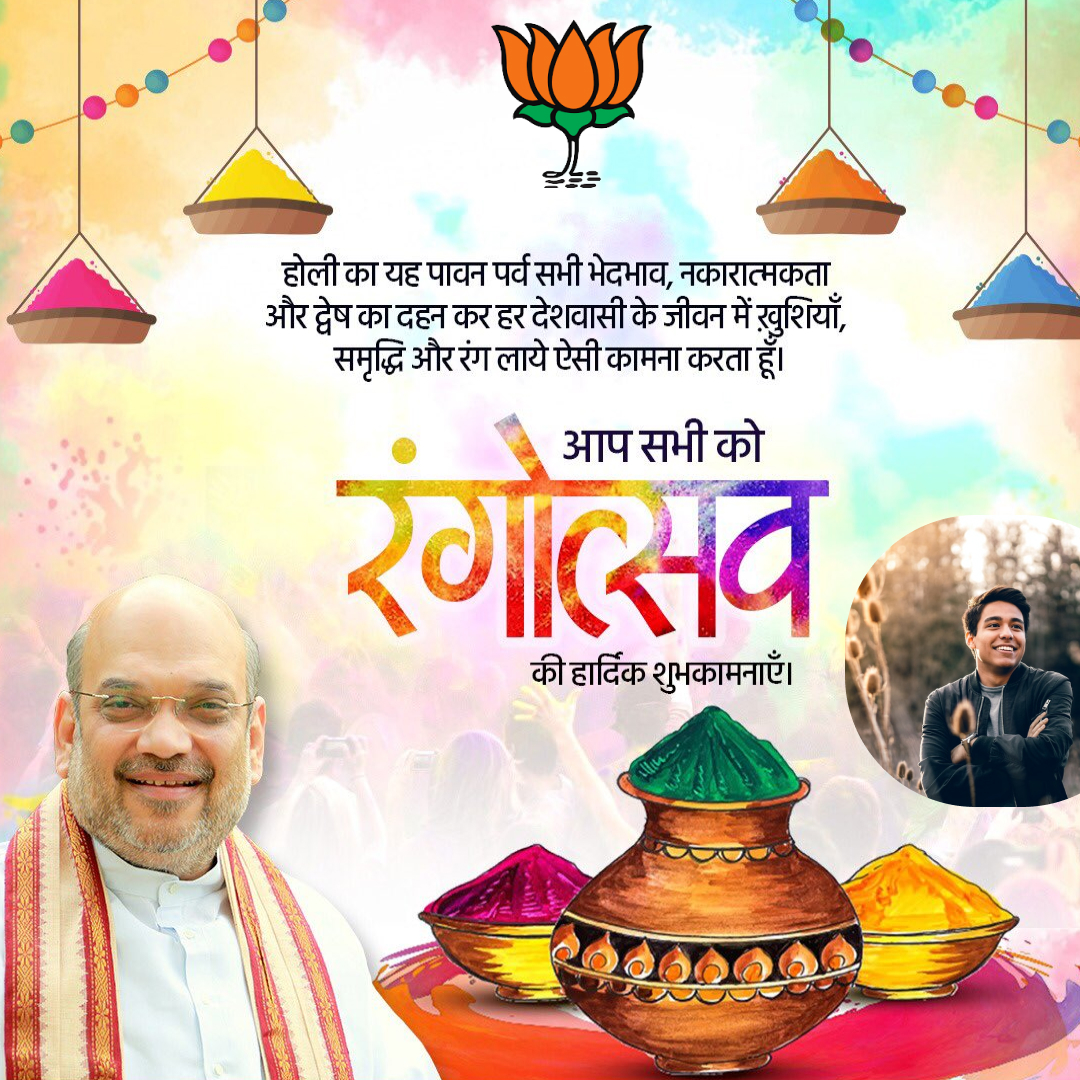 होली का यह पावन पर्व सभी भेदभाव, नकारात्मकता
और द्वेष का दहन कर हर देशवासी के जीवन में ख़ुशियाँ,
समृद्धि और रंग लाये ऐसी कामना करता हूँ।
आप सभी को
रंगोत्सव
की हार्दिक शुभकामनाएँ।